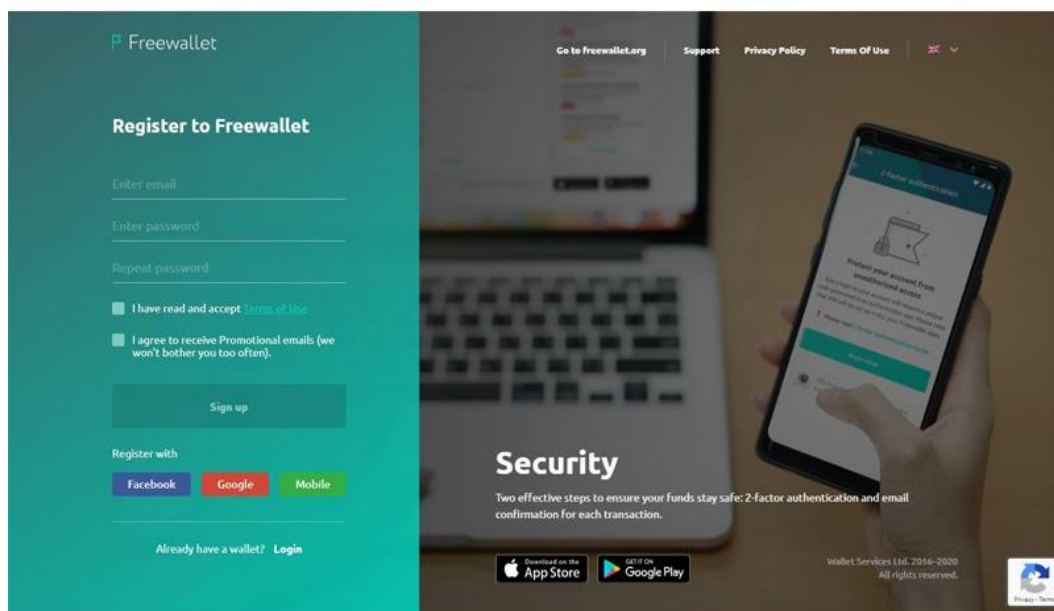 Freewallet
Go to freewallet.org
Support
Privacy Policy
Terms Of Use
Register to Freewallet
Enter email
Enter password
Repeat password
I have read and accept Terms of Use
I agree to receive Promotional emails (we
won't bother you too often).
Sign up
Register with
Facebook
Google
Mobile
Already have a wallet? Login
2-factor authentication
Protect your account from
unauthorised access
Security
Two effective steps to ensure your funds stay safe: 2-factor authentication and email
confirmation for each transaction.
Download on the
App Store
GET IT ON
Google Play
Wallet Services Ltd. 2016–2020
All rights reserved.